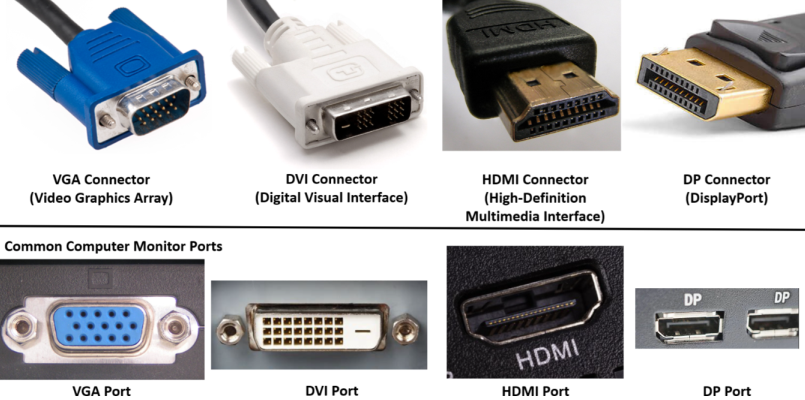 HDMI
VGA Connector
(Video Graphics Array)
DVI Connector
(Digital Visual Interface)
HDMI Connector
(High-Definition
Multimedia Interface)
DP Connector
(DisplayPort)
Common Computer Monitor Ports
HDMI
DP
DP
VGA Port
DVI Port
HDMI Port
DP Port